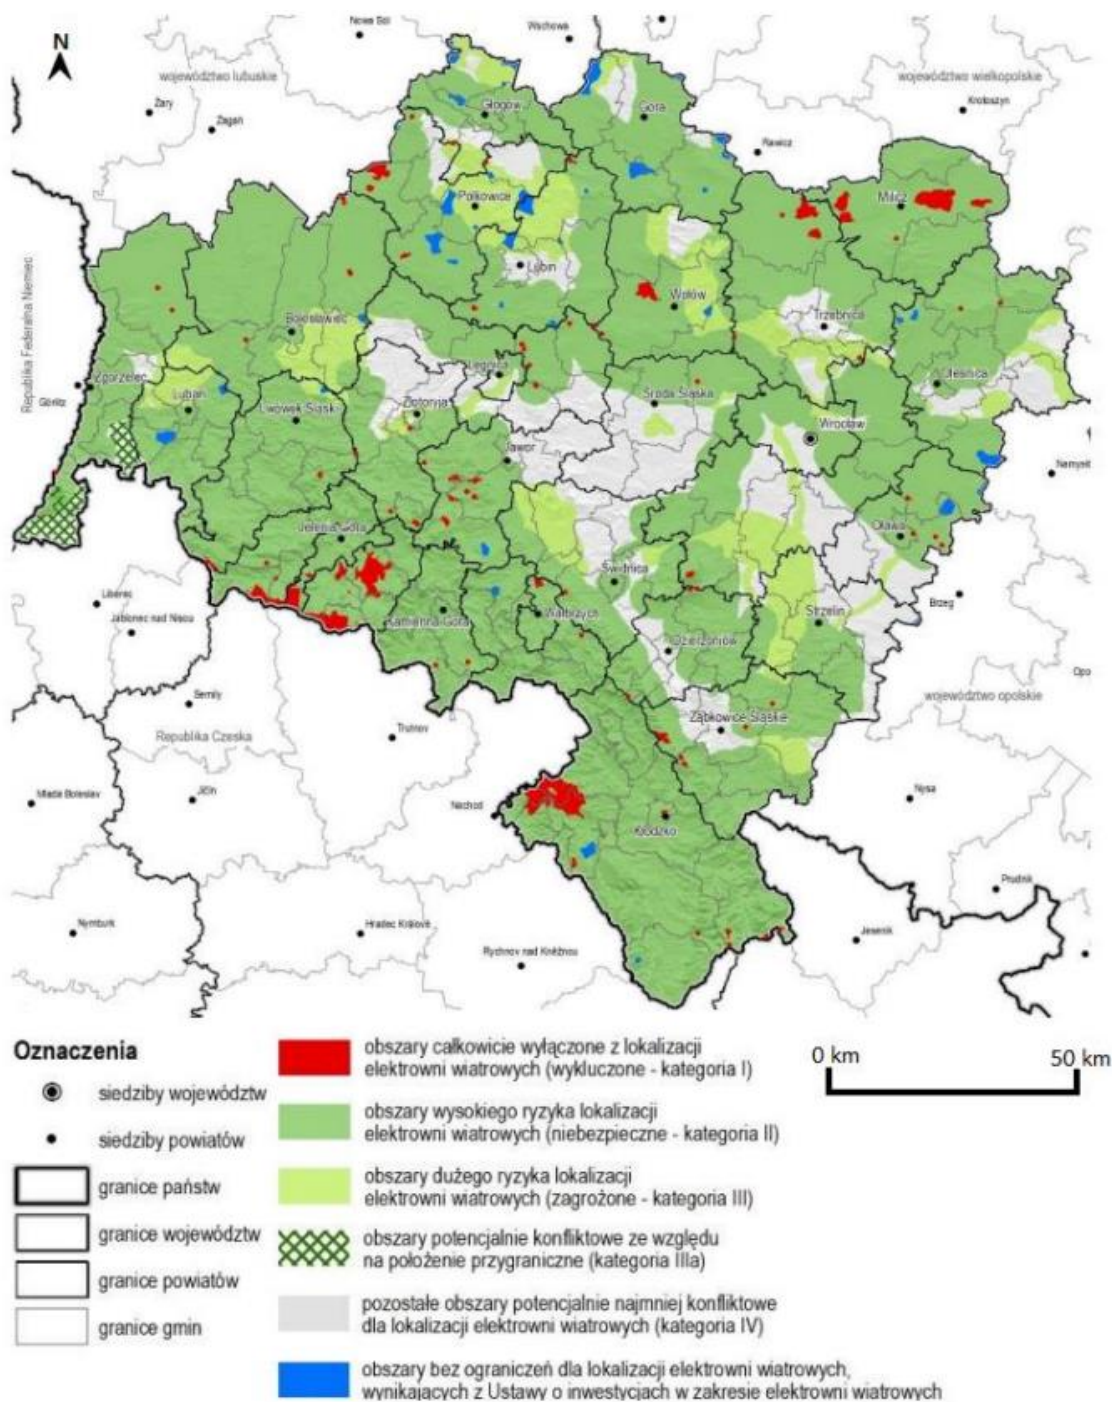 Nowa Sól
Wschowa
N
województwo lubuskie
województwo wielkopolskie
Żary
Żagań
Głogów
Góra
Krotoszyn
Rawicz
Polkowice
Milicz
Republika Federalna Niemiec
Lubin
Wołów
Bolesławiec
Trzebnica
Zgorzelec
Legnica
Oleśnica
Görlitz
Lubań
Lwówek Śląski
Złotoryja
Środa Śląska
Wrocław
Jawor
Jelenia Góra
Oława
Świdnica
Liberec
Jablonec nad Nisou
Kamienna Góra
Wałbrzych
Strzelin
Brzeg
Dzierżoniów
Opo
Semily
województwo opolskie
Republika Czeska
Trutnov
Ząbkowice Śląskie
Mlada Boleslav
Jičín
Nachod
Kłodzko
Nysa
Prudnik
Nymburk
Hradec Králové
Rychnov nad Kněžnou
Jesenik
Oznaczenia
siedziby województw
siedziby powiatów
granice państw
granice województw
granice powiatów
granice gmin
obszary całkowicie wyłączone z lokalizacji
elektrowni wiatrowych (wykluczone - kategoria I)
obszary wysokiego ryzyka lokalizacji
elektrowni wiatrowych (niebezpieczne - kategoria II)
obszary dużego ryzyka lokalizacji
elektrowni wiatrowych (zagrożone - kategoria III)
obszary potencjalnie konfliktowe ze względu
na położenie przygraniczne (kategoria IIIa)
pozostałe obszary potencjalnie najmniej konfliktowe
dla lokalizacji elektrowni wiatrowych (kategoria IV)
obszary bez ograniczeń dla lokalizacji elektrowni wiatrowych,
wynikających z Ustawy o inwestycjach w zakresie elektrowni wiatrowych
0 km
50 km